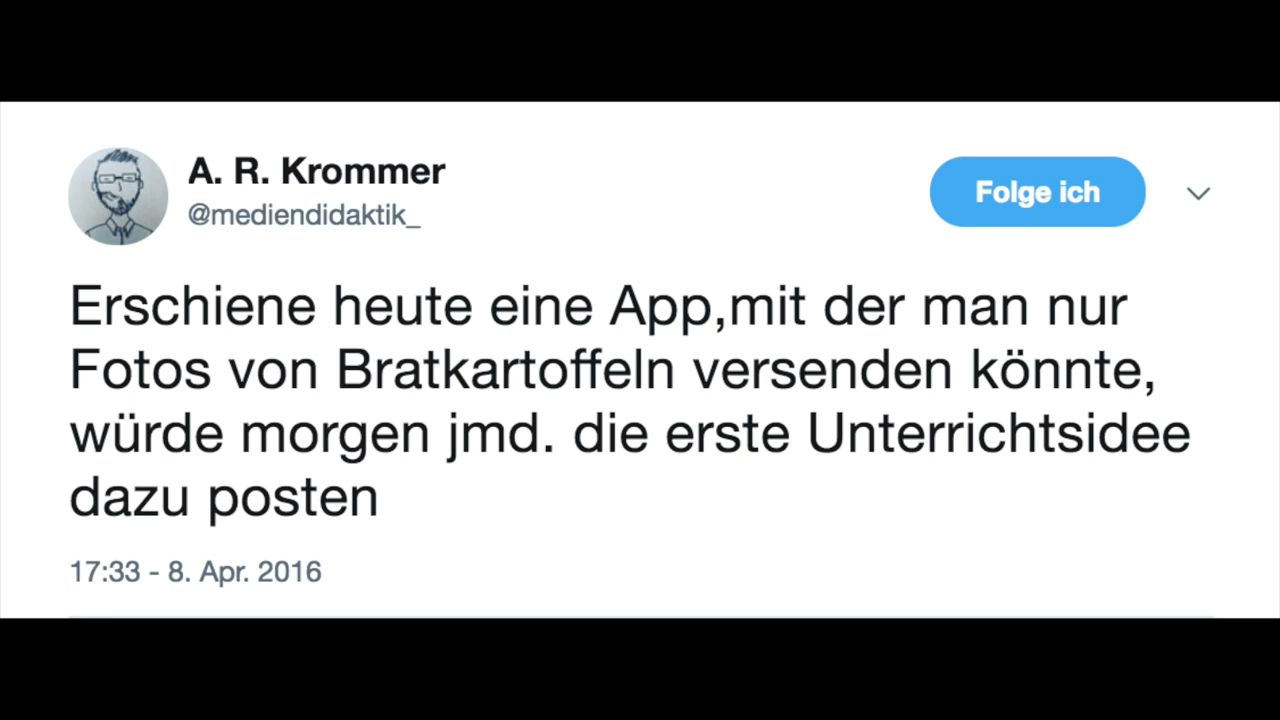 A. R. Krommer
@mediendidaktik_
Folge ich
Erschiene heute eine App,mit der man nur
Fotos von Bratkartoffeln versenden könnte,
würde morgen jmd. die erste Unterrichtsidee
dazu posten
17:33 - 8. Apr. 2016